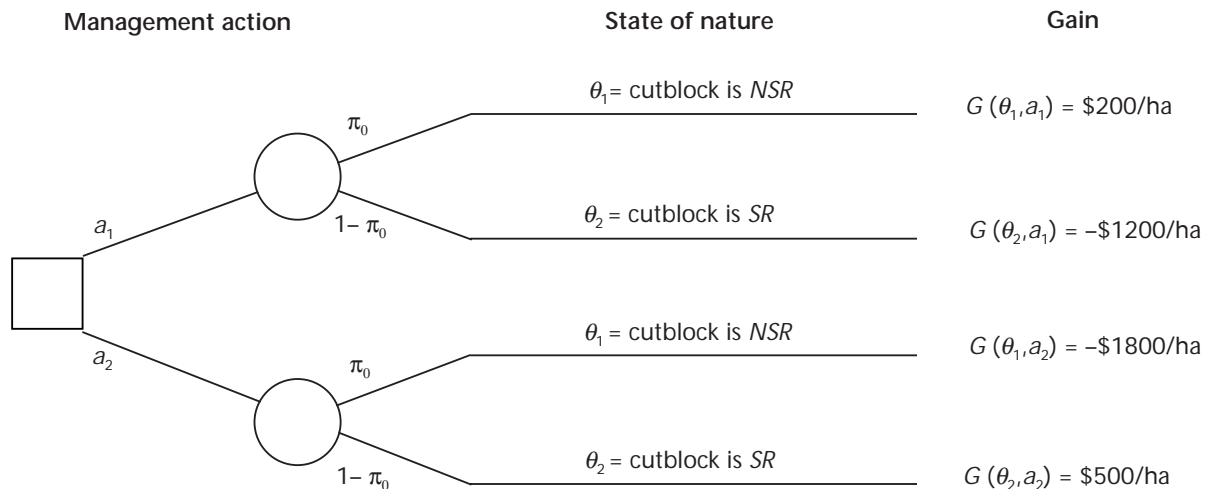 Management action State of nature Gain
θ₁= cutblock is NSR
π₀
G (θ₁,a₁) = $200/ha
a₁
θ₂ = cutblock is SR
1– π₀
G (θ₂,a₁) = –$1200/ha
θ₁ = cutblock is NSR
a₂
π₀
G (θ₁,a₂) = –$1800/ha
θ₂ = cutblock is SR
1– π₀
G (θ₂,a₂) = $500/ha